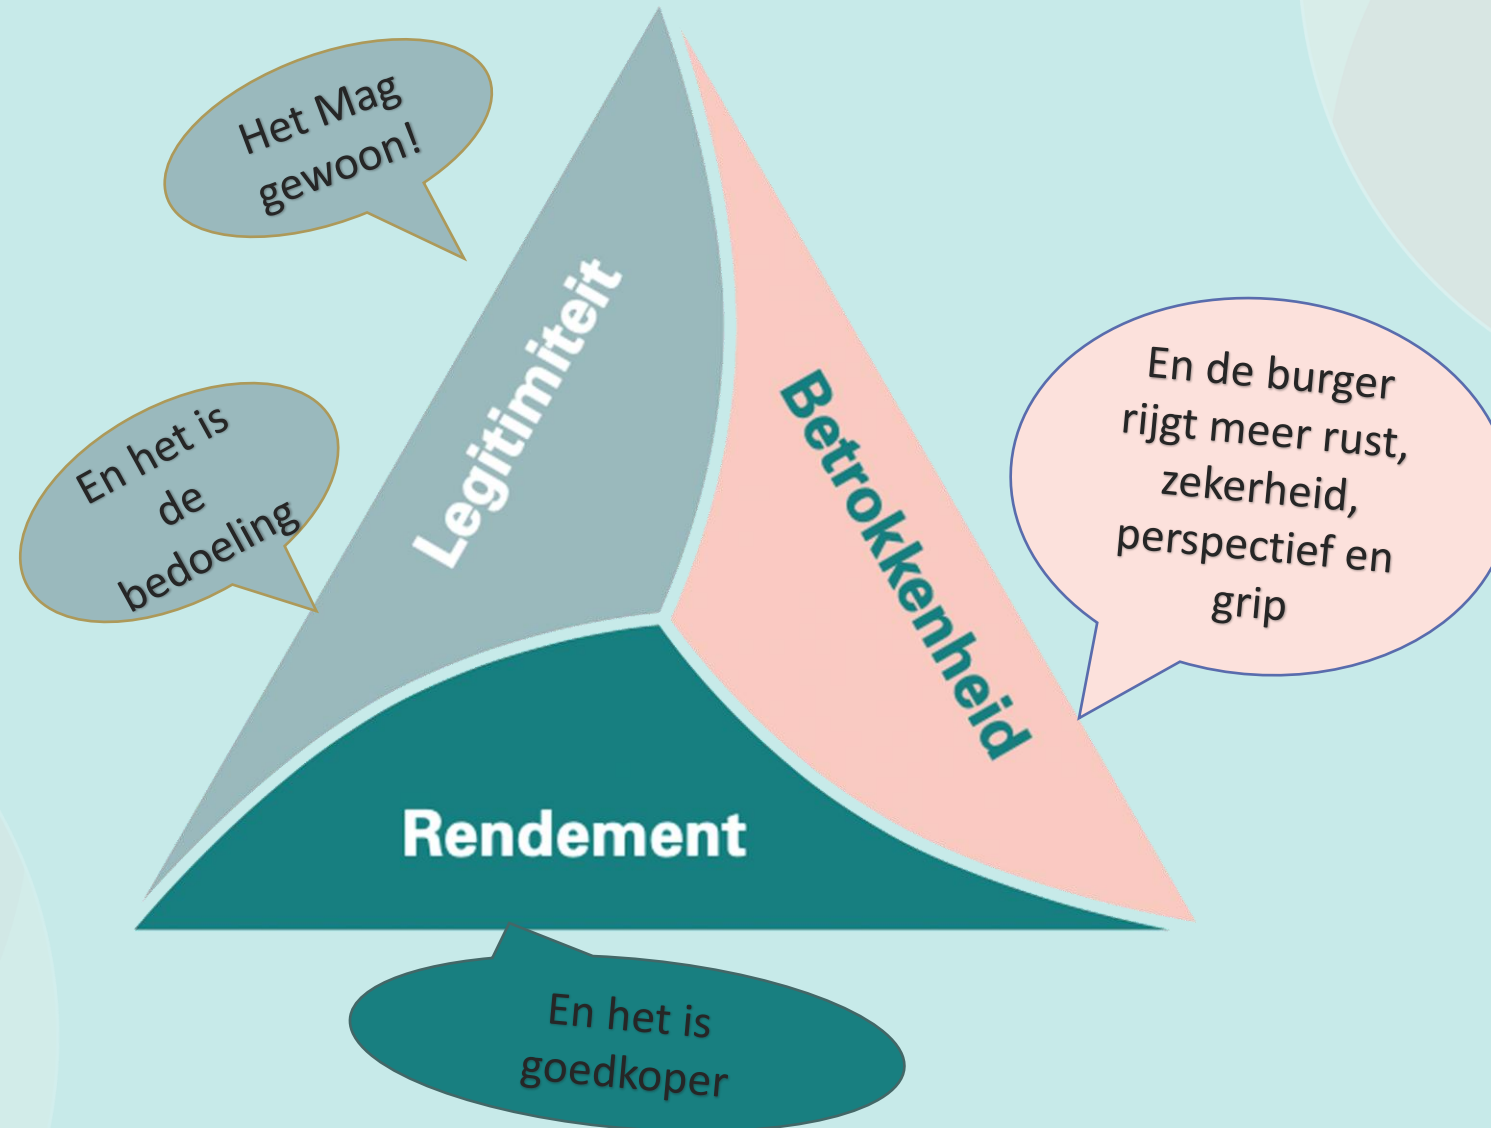 Het Mag
gewoon!
En het is
de
bedoeling
Legitimiteit
Betrokkenheid
En de burger
rijgt meer rust,
zekerheid,
perspectief en
grip
Rendement
En het is
goedkoper